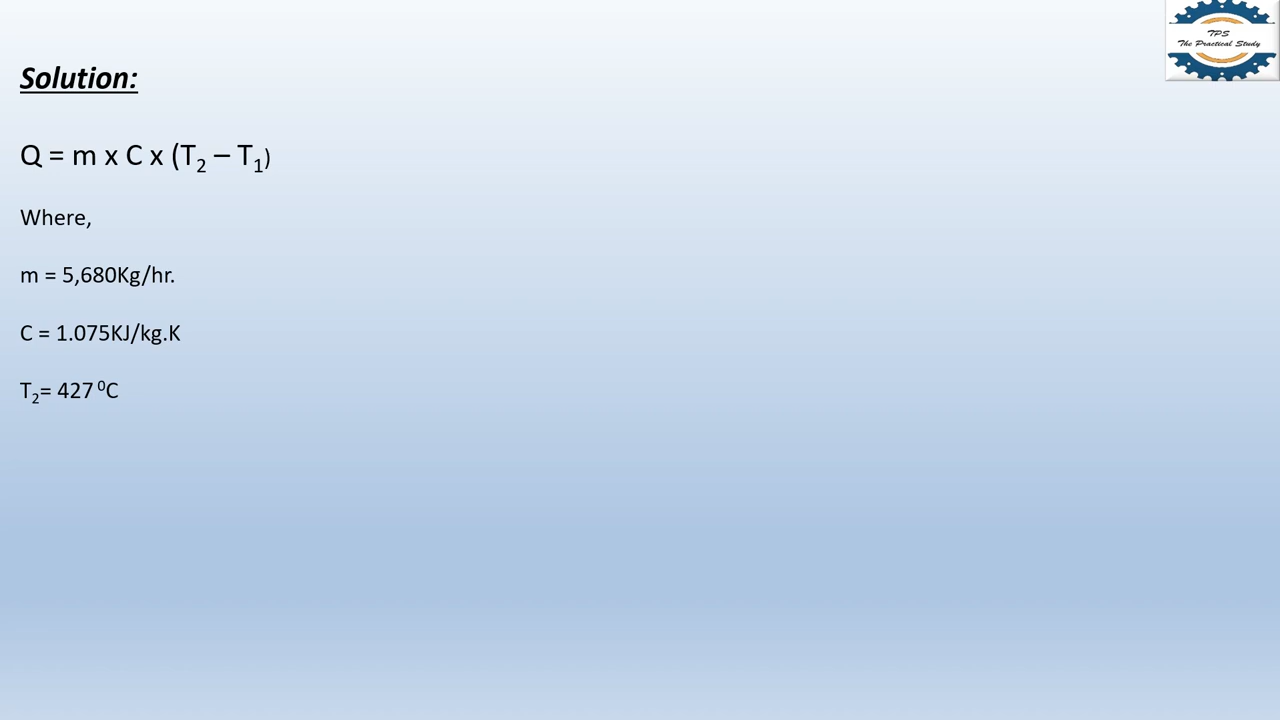 TPS
The Practical Study
Solution:
Q = m x C x (T₂ – T₁)
Where,
m = 5,680Kg/hr.
C = 1.075KJ/kg.K
T₂= 427 ⁰C